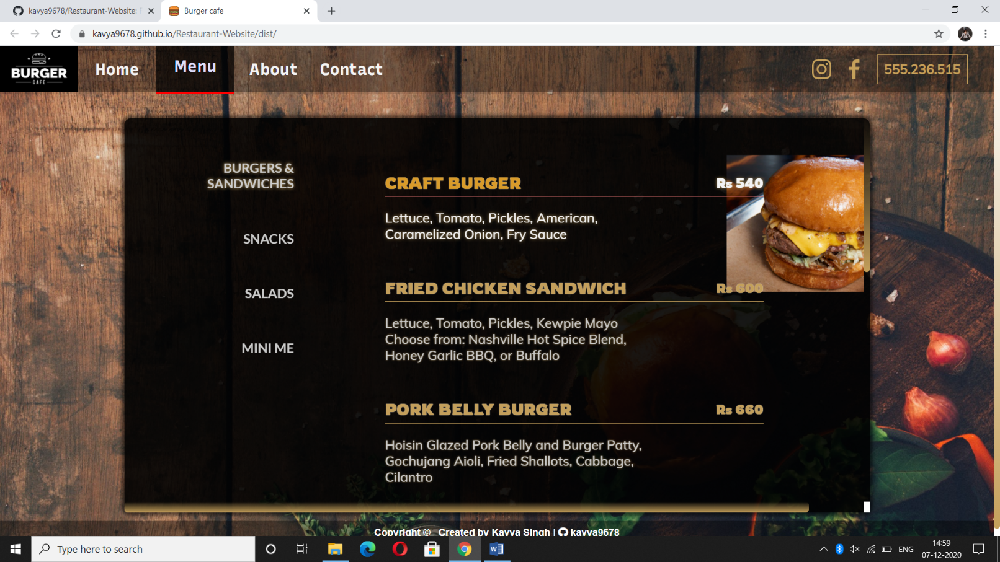 kavya9678/Restaurant-Website:
Burger cafe
kavya9678.github.io/Restaurant-Website/dist/
BURGER
CAFE
Home
Menu
About
Contact
555.236.515
BURGERS &
SANDWICHES
SNACKS
SALADS
MINI ME
CRAFT BURGER
Rs 540
Lettuce, Tomato, Pickles, American,
Caramelized Onion, Fry Sauce
FRIED CHICKEN SANDWICH
Rs 600
Lettuce, Tomato, Pickles, Kewpie Mayo
Choose from: Nashville Hot Spice Blend,
Honey Garlic BBQ, or Buffalo
PORK BELLY BURGER
Rs 660
Hoisin Glazed Pork Belly and Burger Patty,
Gochujang Aioli, Fried Shallots, Cabbage,
Cilantro
Copyright © Created by Kavya Singh | kavya9678
Type here to search
ENG
14:59
07-12-2020